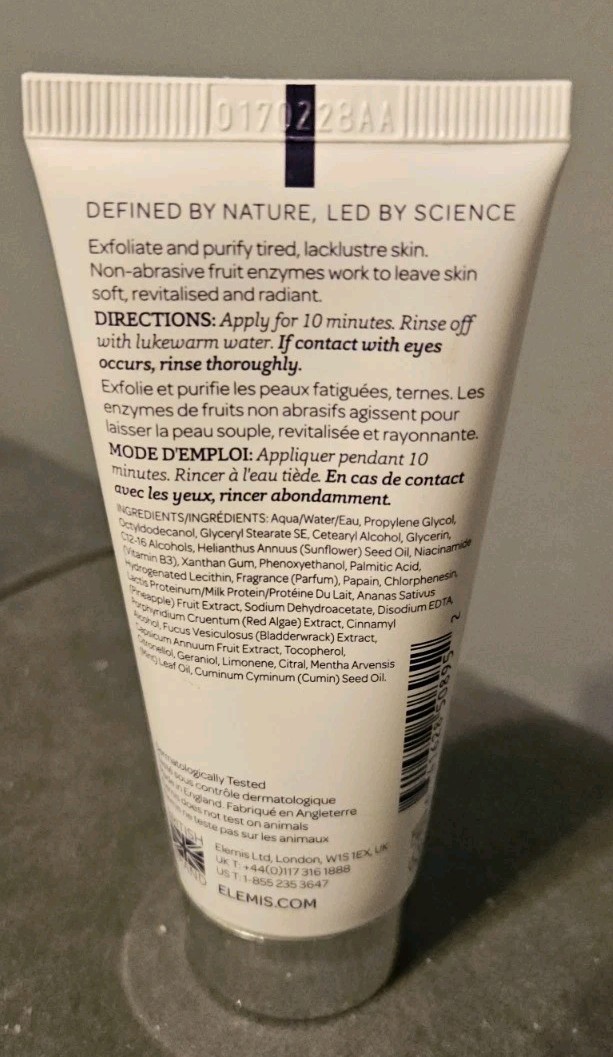 0170228AA
DEFINED BY NATURE, LED BY SCIENCE
Exfoliate and purify tired, lacklustre skin.
Non-abrasive fruit enzymes work to leave skin
soft, revitalised and radiant.
DIRECTIONS: Apply for 10 minutes. Rinse off
with lukewarm water. If contact with eyes
occurs, rinse thoroughly.
Exfolie et purifie les peaux fatiguées, ternes. Les
enzymes de fruits non abrasifs agissent pour
laisser la peau souple, revitalisée et rayonnante.
MODE D'EMPLOI: Appliquer pendant 10
minutes. Rincer à l'eau tiède. En cas de contact
avec les yeux, rincer abondamment.
INGREDIENTS/INGRÉDIENTS: Aqua/Water/Eau, Propylene Glycol,
Octyldodecanol, Glyceryl Stearate SE, Cetearyl Alcohol, Glycerin,
C12-16 Alcohols, Helianthus Annuus (Sunflower) Seed Oil, Niacinamide
(Vitamin B3), Xanthan Gum, Phenoxyethanol, Palmitic Acid,
Hydrogenated Lecithin, Fragrance (Parfum), Papain, Chlorphenesin,
Lactis Proteinum/Milk Protein/Protéine Du Lait, Ananas Sativus
(Pineapple) Fruit Extract, Sodium Dehydroacetate, Disodium EDTA,
Porphyridium Cruentum (Red Algae) Extract, Cinnamyl
Alcohol, Fucus Vesiculosus (Bladderwrack) Extract,
Capsicum Annuum Fruit Extract, Tocopherol,
Citronellol, Geraniol, Limonene, Citral, Mentha Arvensis
(Mint) Leaf Oil, Cuminum Cyminum (Cumin) Seed Oil.
Dermatologically Tested
sous contrôle dermatologique
in England. Fabriqué en Angleterre
does not test on animals
ne teste pas sur les animaux
Elemis Ltd, London, W1S 1EX, UK
UK T: +44(0)117 316 1888
US T: 1-855 235 3647
ELEMIS.COM